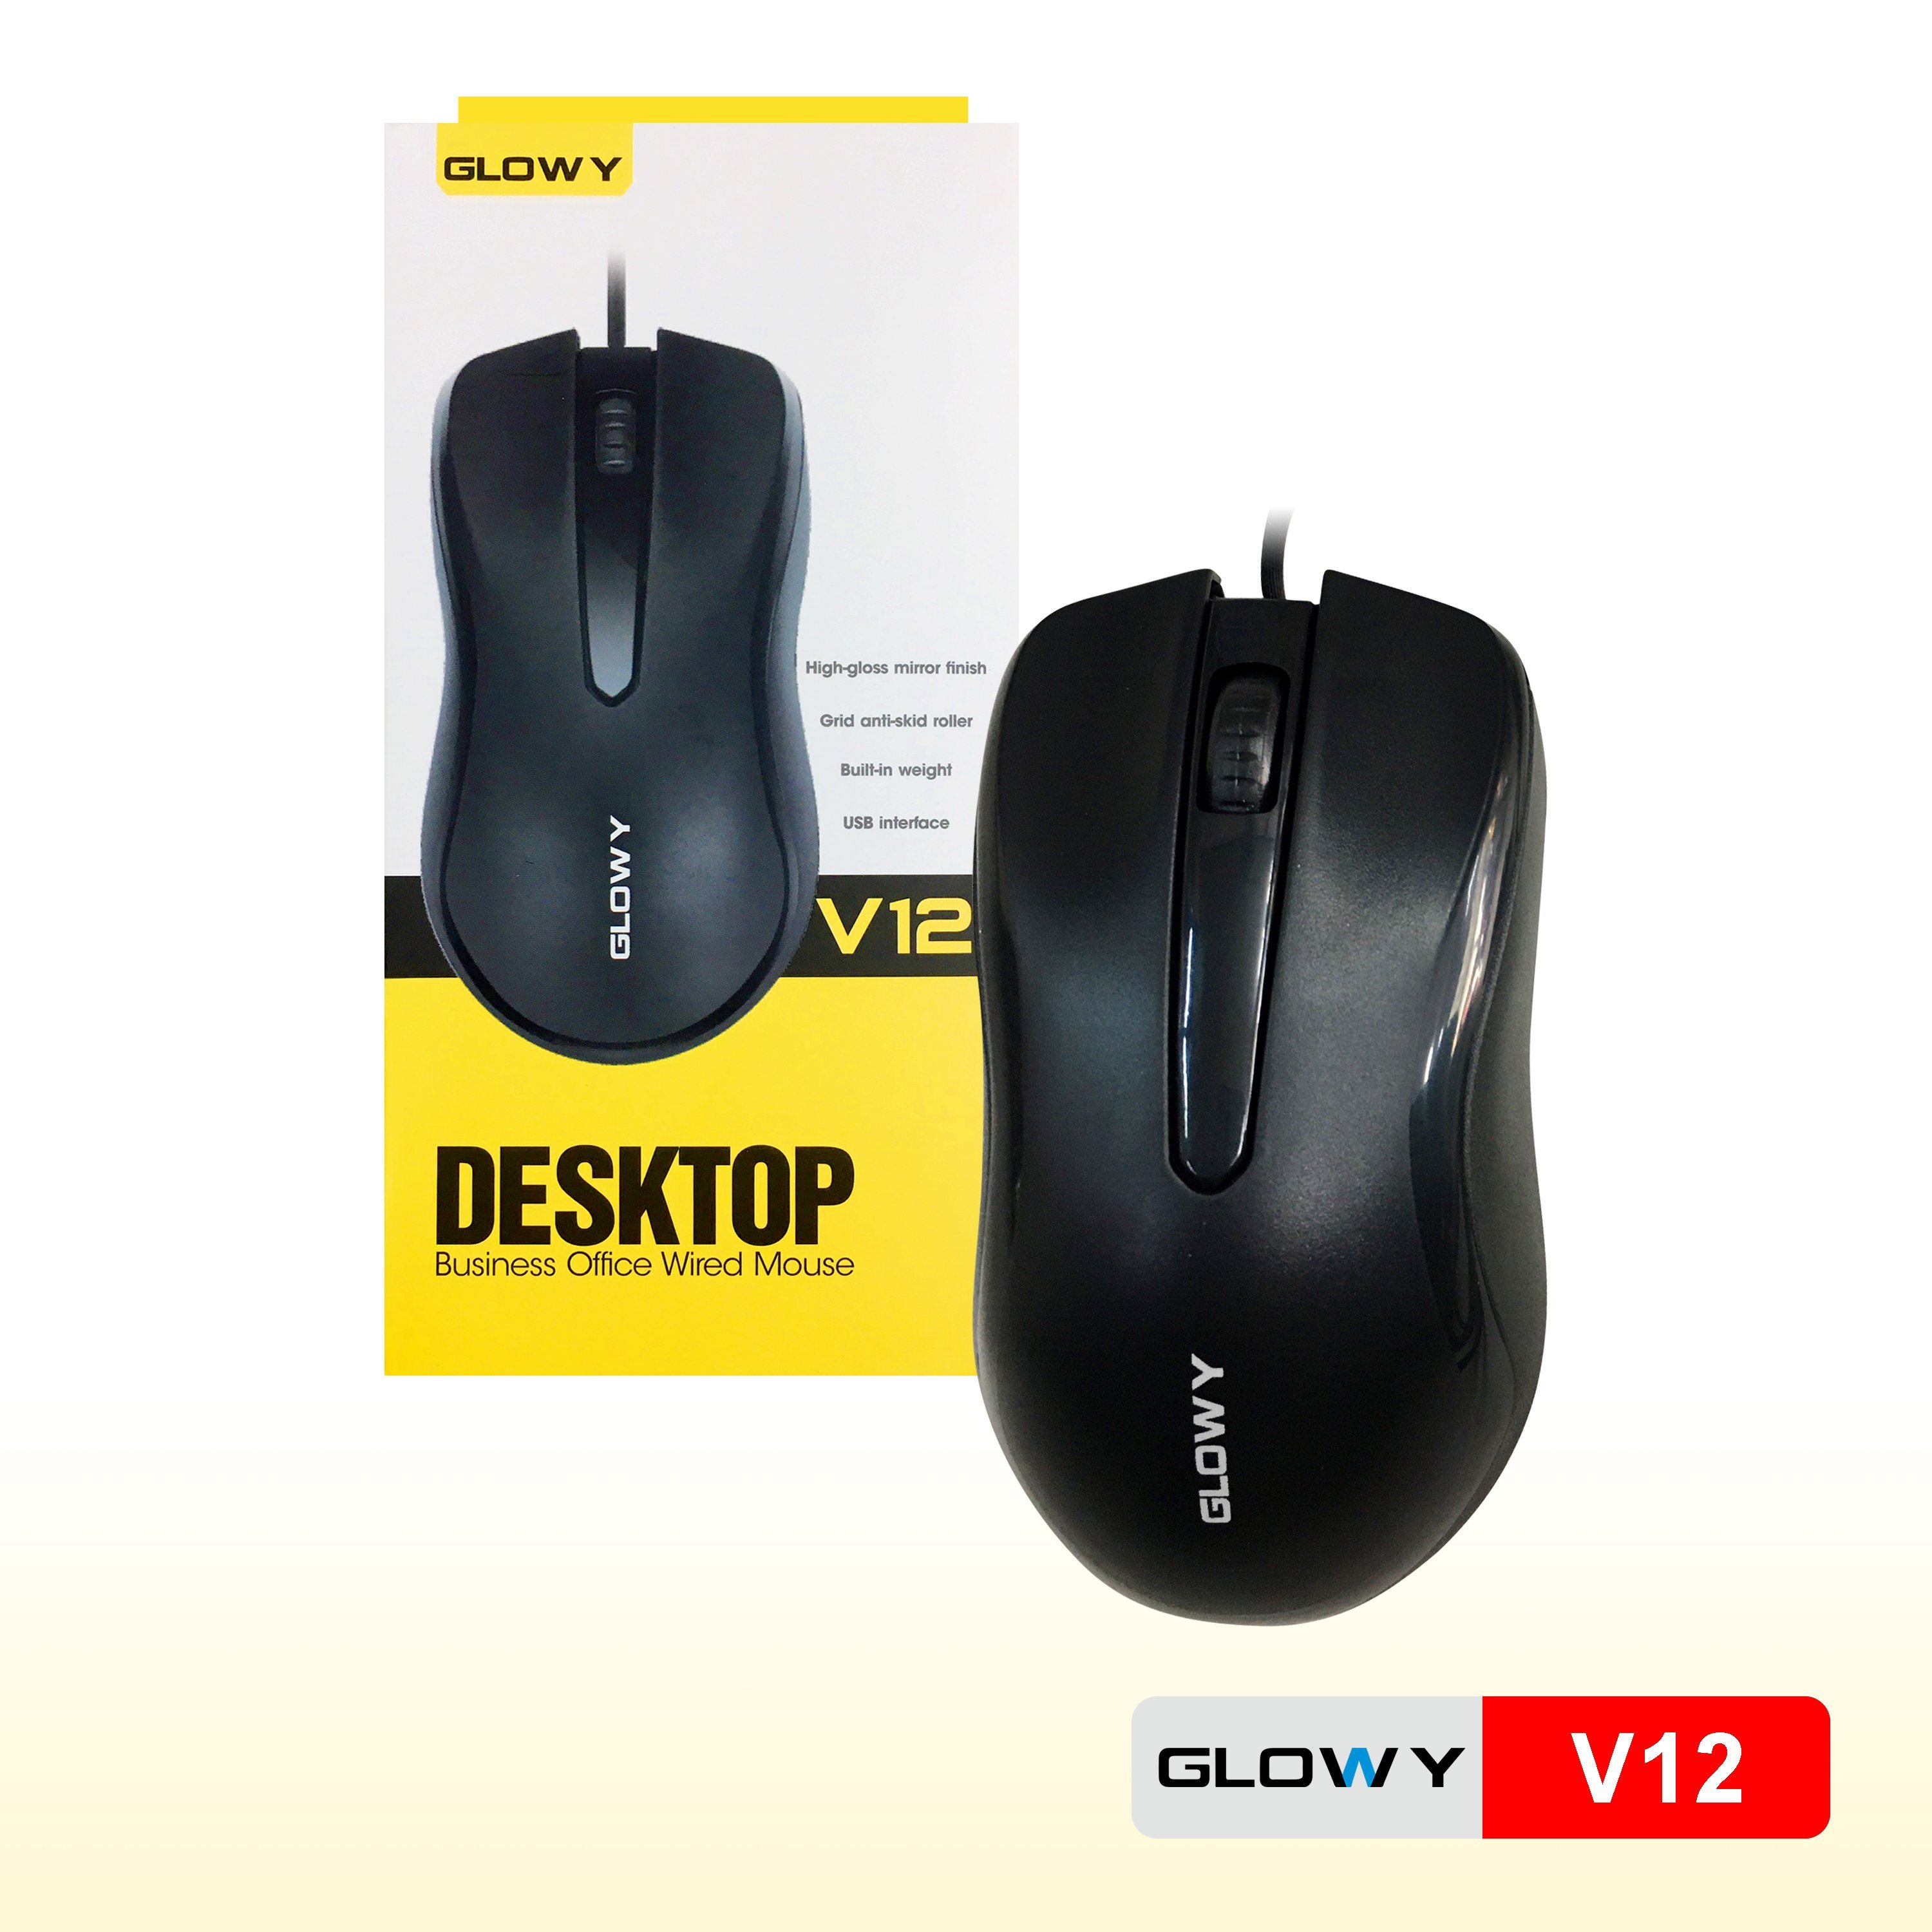 GLOWY
High-gloss mirror finish
Grid anti-skid roller
Built-in weight
USB interface
GLOWY
V12
DESKTOP
Business Office Wired Mouse
GLOWY
GLOWY V12